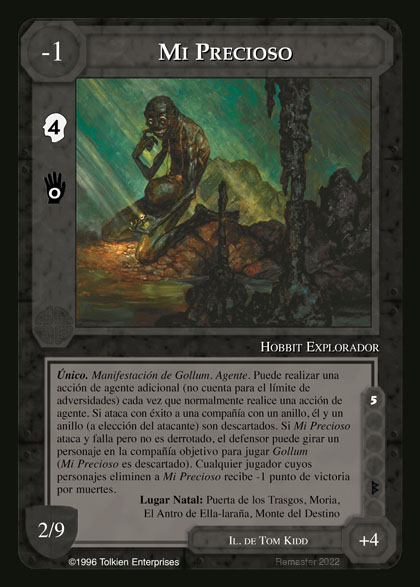 -1
MI PRECIOSO
4
0
HOBBIT EXPLORADOR
Único. Manifestación de Gollum. Agente. Puede realizar una
acción de agente adicional (no cuenta para el límite de
adversidades) cada vez que normalmente realice una acción de
agente. Si ataca con éxito a una compañía con un anillo, él y un
anillo (a elección del atacante) son descartados. Si Mi Precioso
ataca y falla pero no es derrotado, el defensor puede girar un
personaje en la compañía objetivo para jugar Gollum
(Mi Precioso es descartado). Cualquier jugador cuyos
personajes eliminen a Mi Precioso recibe -1 punto de victoria
por muertes.
5
Lugar Natal: Puerta de los Trasgos, Moria,
El Antro de Ella-laraña, Monte del Destino
2/9
IL. DE TOM KIDD
+4
©1996 Tolkien Enterprises
Remaster 2022